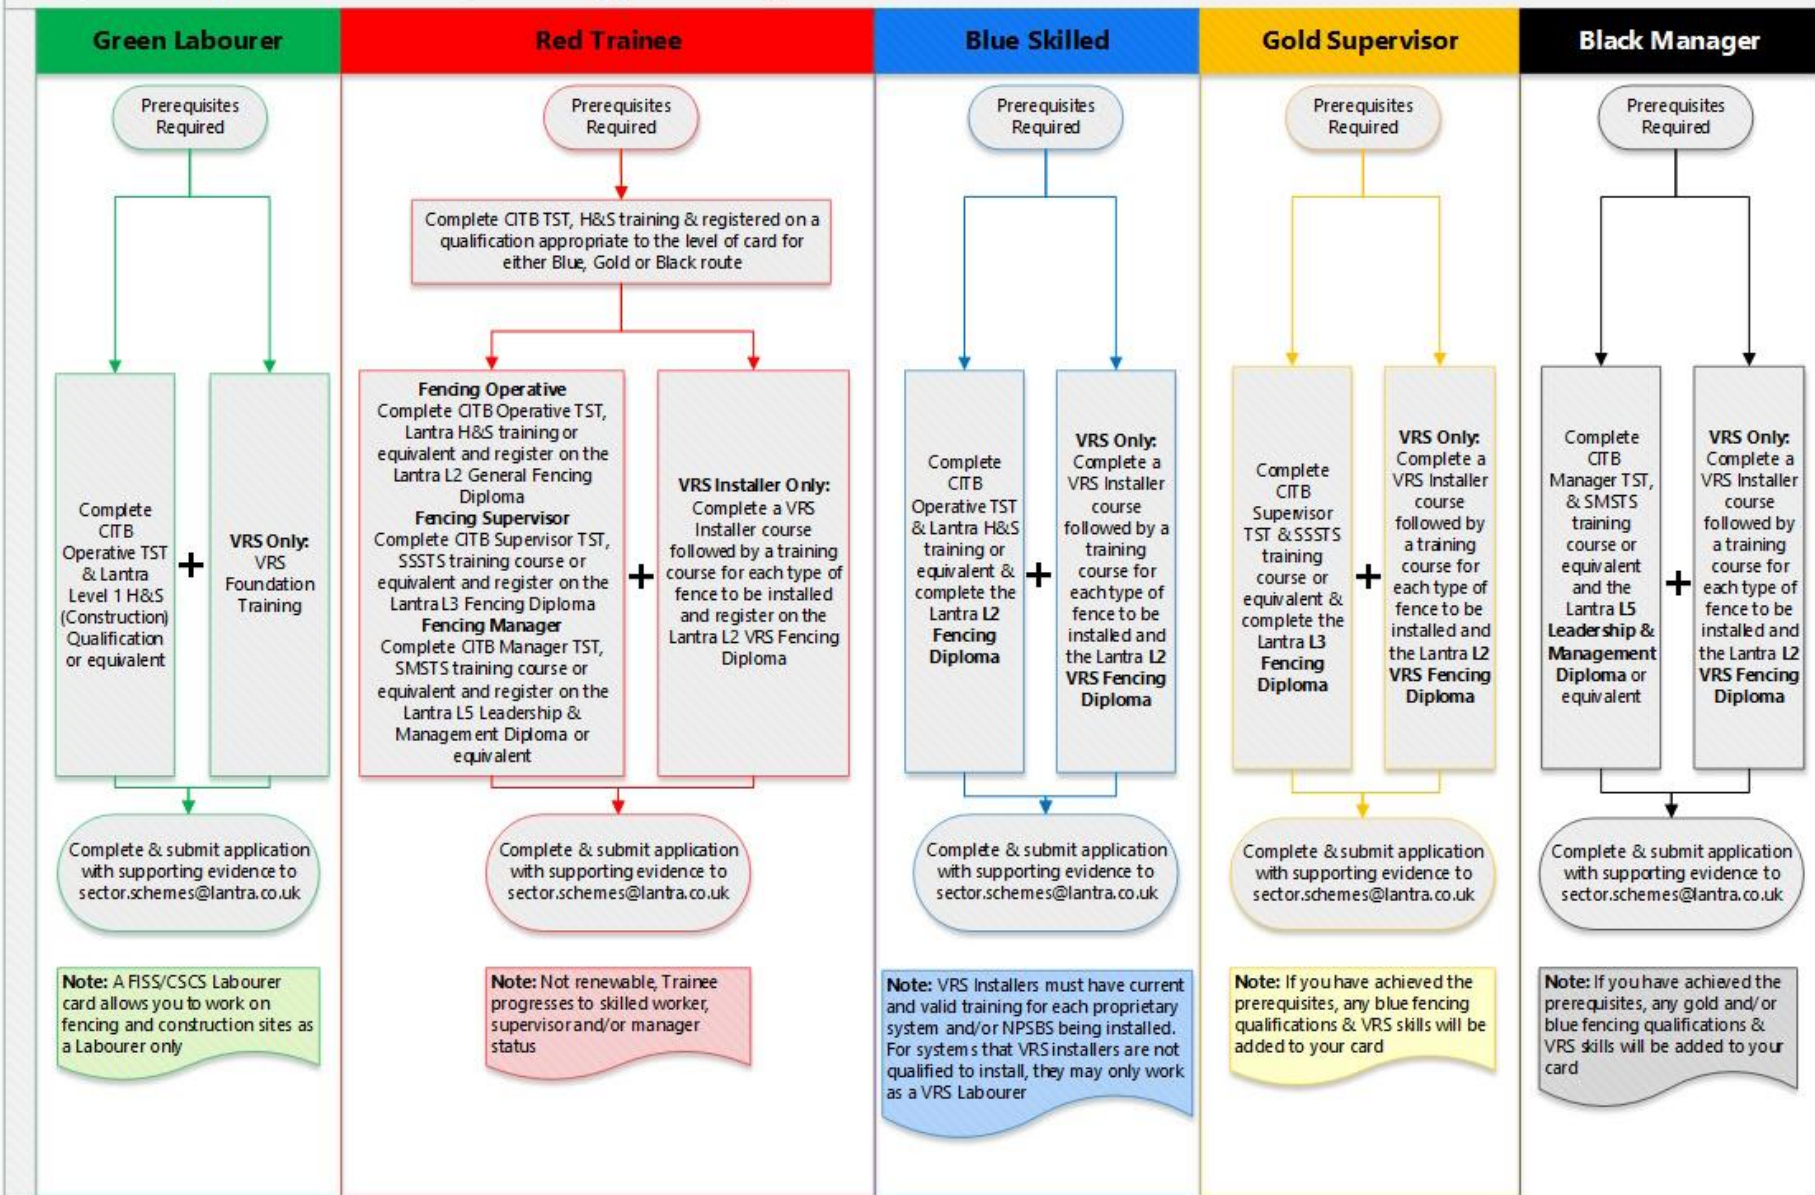 Green Labourer
Prerequisites
Required
Complete
CITB
Operative TST
& Lantra
Level 1 H&S
(Construction)
Qualification
or equivalent
+
VRS Only:
VRS
Foundation
Training
Complete & submit application
with supporting evidence to
sector.schemes@lantra.co.uk
Note: A FISS/CSCS Labourer
card allows you to work on
fencing and construction sites as
a Labourer only
Red Trainee
Prerequisites
Required
Complete CITB TST, H&S training & registered on a
qualification appropriate to the level of card for
either Blue, Gold or Black route
Fencing Operative
Complete CITB Operative TST,
Lantra H&S training or
equivalent and register on the
Lantra L2 General Fencing
Diploma
Fencing Supervisor
Complete CITB Supervisor TST,
SSSTS training course or
equivalent and register on the
Lantra L3 Fencing Diploma
Fencing Manager
Complete CITB Manager TST,
SMSTS training course or
equivalent and register on the
Lantra L5 Leadership &
Management Diploma or
equivalent
+
VRS Installer Only:
Complete a VRS
Installer course
followed by a training
course for each type of
fence to be installed
and register on the
Lantra L2 VRS Fencing
Diploma
Complete & submit application
with supporting evidence to
sector.schemes@lantra.co.uk
Note: Not renewable, Trainee
progresses to skilled worker,
supervisor and/or manager
status
Blue Skilled
Prerequisites
Required
Complete
CITB
Operative TST
& Lantra H&S
training or
equivalent &
complete the
Lantra L2
Fencing
Diploma
+
VRS Only:
Complete a
VRS Installer
course
followed by a
training
course for
each type of
fence to be
installed and
the Lantra L2
VRS Fencing
Diploma
Complete & submit application
with supporting evidence to
sector.schemes@lantra.co.uk
Note: VRS Installers must have current
and valid training for each proprietary
system and/or NPSBS being installed.
For systems that VRS installers are not
qualified to install, they may only work
as a VRS Labourer
Gold Supervisor
Prerequisites
Required
Complete
CITB
Supervisor
TST & SSSTS
training
course or
equivalent &
complete the
Lantra L3
Fencing
Diploma
+
VRS Only:
Complete a
VRS Installer
course
followed by
a training
course for
each type of
fence to be
installed and
the Lantra L2
VRS Fencing
Diploma
Complete & submit application
with supporting evidence to
sector.schemes@lantra.co.uk
Note: If you have achieved the
prerequisites, any blue fencing
qualifications & VRS skills will be
added to your card
Black Manager
Prerequisites
Required
Complete
CITB
Manager TST,
& SMSTS
training
course or
equivalent
and the
Lantra L5
Leadership &
Management
Diploma or
equivalent
+
VRS Only:
Complete a
VRS Installer
course
followed by
a training
course for
each type of
fence to be
installed and
the Lantra L2
VRS Fencing
Diploma
Complete & submit application
with supporting evidence to
sector.schemes@lantra.co.uk
Note: If you have achieved the
prerequisites, any gold and/or
blue fencing qualifications &
VRS skills will be added to your
card